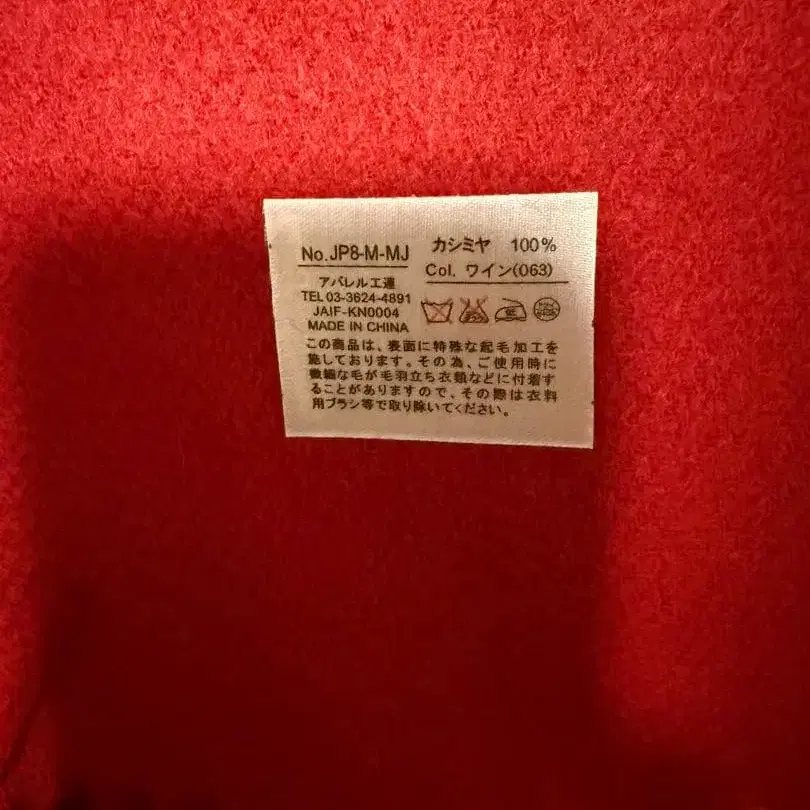 No. JP8-M-MJ
カシミヤ 100%
Col. ワイン(063)
アパレル工連
TEL 03-3624-4891
JAIF-KN0004
MADE IN CHINA
この商品は、表面に特殊な起毛加工を
施しております。その為、ご使用時に
微細な毛が毛羽立ち衣類などに付着す
ることがありますので、その際は衣料
用ブラシ等で取り除いてください。